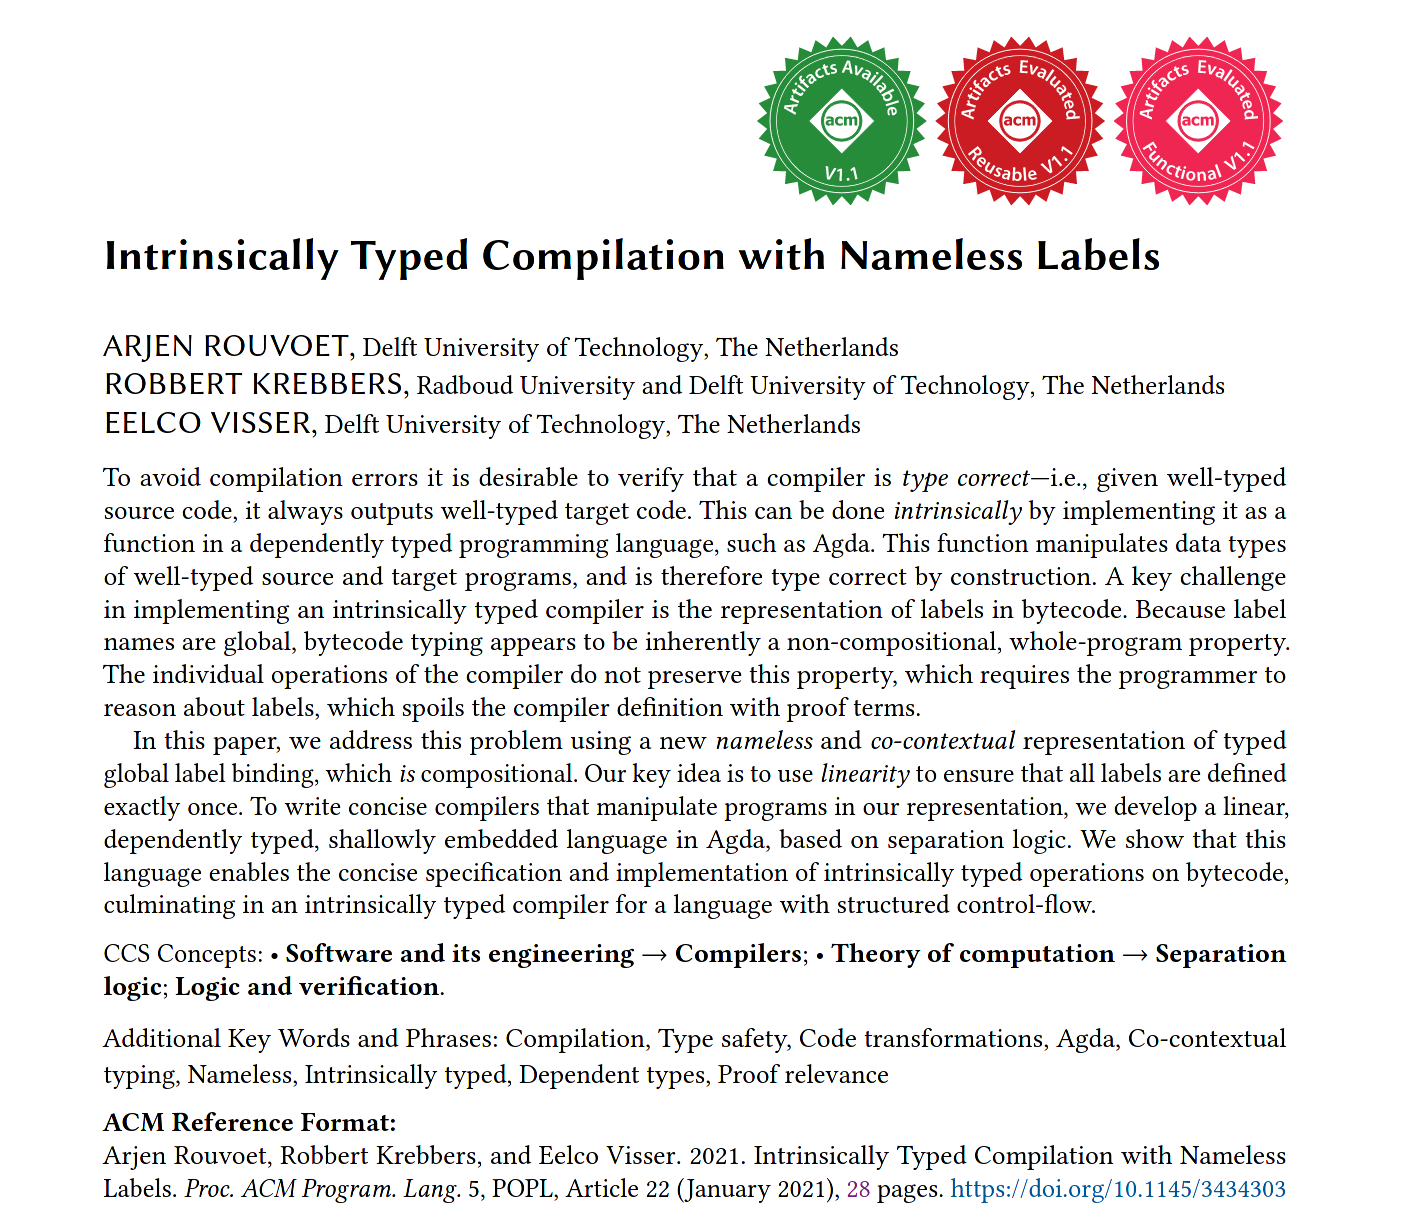 Artifacts Available
acm
V1.1
Artifacts Evaluated
acm
Reusable V1.1
Artifacts Evaluated
acm
Functional V1.1
Intrinsically Typed Compilation with Nameless Labels
ARJEN ROUVOET, Delft University of Technology, The Netherlands
ROBBERT KREBBERS, Radboud University and Delft University of Technology, The Netherlands
EELCO VISSER, Delft University of Technology, The Netherlands
To avoid compilation errors it is desirable to verify that a compiler is type correct—i.e., given well-typed
source code, it always outputs well-typed target code. This can be done intrinsically by implementing it as a
function in a dependently typed programming language, such as Agda. This function manipulates data types
of well-typed source and target programs, and is therefore type correct by construction. A key challenge
in implementing an intrinsically typed compiler is the representation of labels in bytecode. Because label
names are global, bytecode typing appears to be inherently a non-compositional, whole-program property.
The individual operations of the compiler do not preserve this property, which requires the programmer to
reason about labels, which spoils the compiler definition with proof terms.
In this paper, we address this problem using a new nameless and co-contextual representation of typed
global label binding, which is compositional. Our key idea is to use linearity to ensure that all labels are defined
exactly once. To write concise compilers that manipulate programs in our representation, we develop a linear,
dependently typed, shallowly embedded language in Agda, based on separation logic. We show that this
language enables the concise specification and implementation of intrinsically typed operations on bytecode,
culminating in an intrinsically typed compiler for a language with structured control-flow.
CCS Concepts: • Software and its engineering → Compilers; • Theory of computation → Separation
logic; Logic and verification.
Additional Key Words and Phrases: Compilation, Type safety, Code transformations, Agda, Co-contextual
typing, Nameless, Intrinsically typed, Dependent types, Proof relevance
ACM Reference Format:
Arjen Rouvoet, Robbert Krebbers, and Eelco Visser. 2021. Intrinsically Typed Compilation with Nameless
Labels. Proc. ACM Program. Lang. 5, POPL, Article 22 (January 2021), 28 pages. https://doi.org/10.1145/3434303